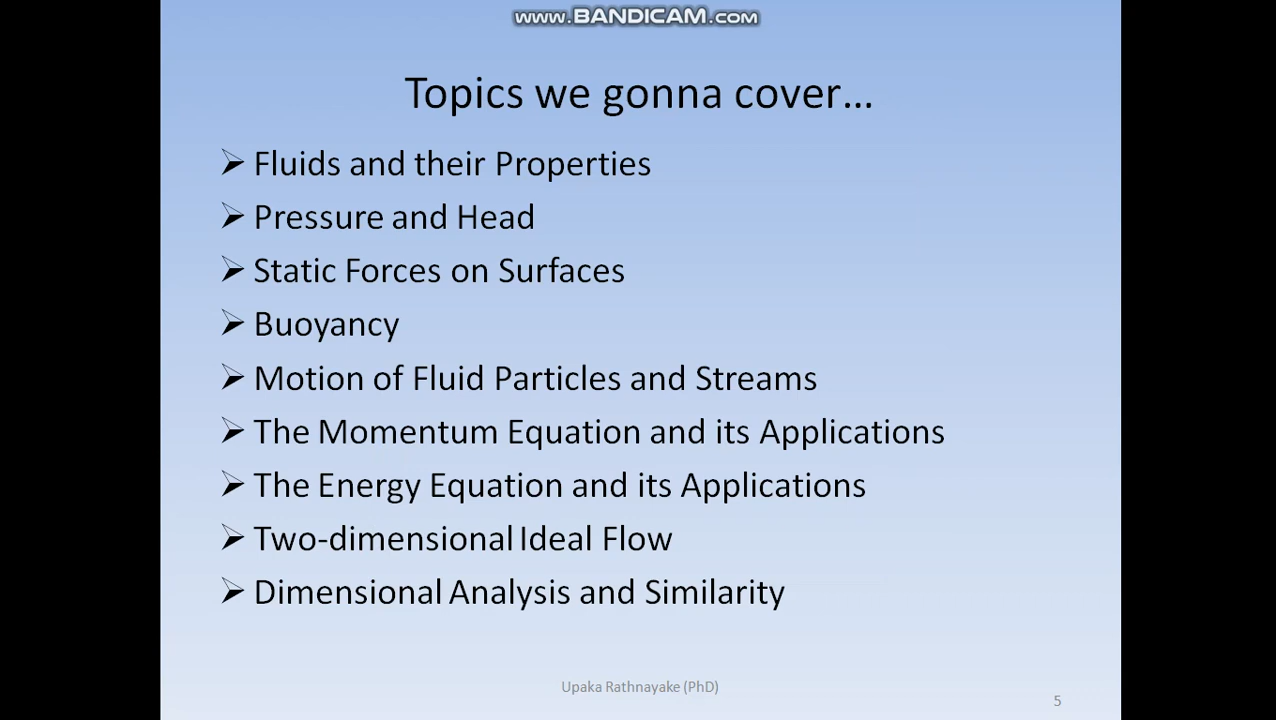 www.BANDICAM.com
Topics we gonna cover...
Fluids and their Properties
Pressure and Head
Static Forces on Surfaces
Buoyancy
Motion of Fluid Particles and Streams
The Momentum Equation and its Applications
The Energy Equation and its Applications
Two-dimensional Ideal Flow
Dimensional Analysis and Similarity
Upaka Rathnayake (PhD)
5